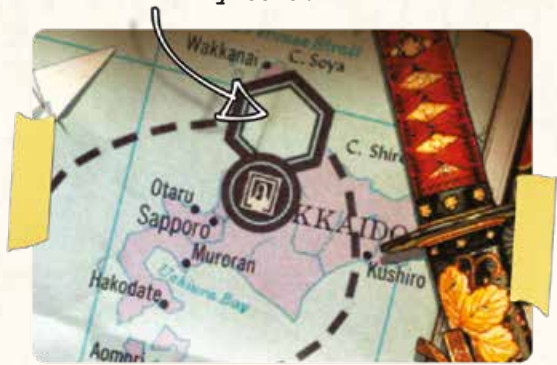 Wakkanai
C. Soya
C. Shir
Otaru
KKAIDO
Sapporo
Muroran
Kushiro
Uchiura Bay
Hakodate
Aomori